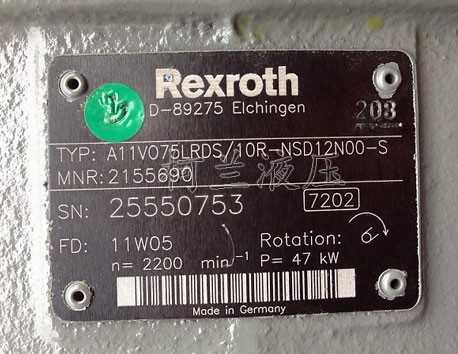 Rexroth
D-89275 Elchingen
208
TYP: A11VO75LRDS/10R-NSD12N00-S
MNR: 2155690
荷兰液压
SN: 25550753 7202
FD: 11W05 Rotation:
n= 2200 min⁻¹ P= 47 kW
Made in Germany